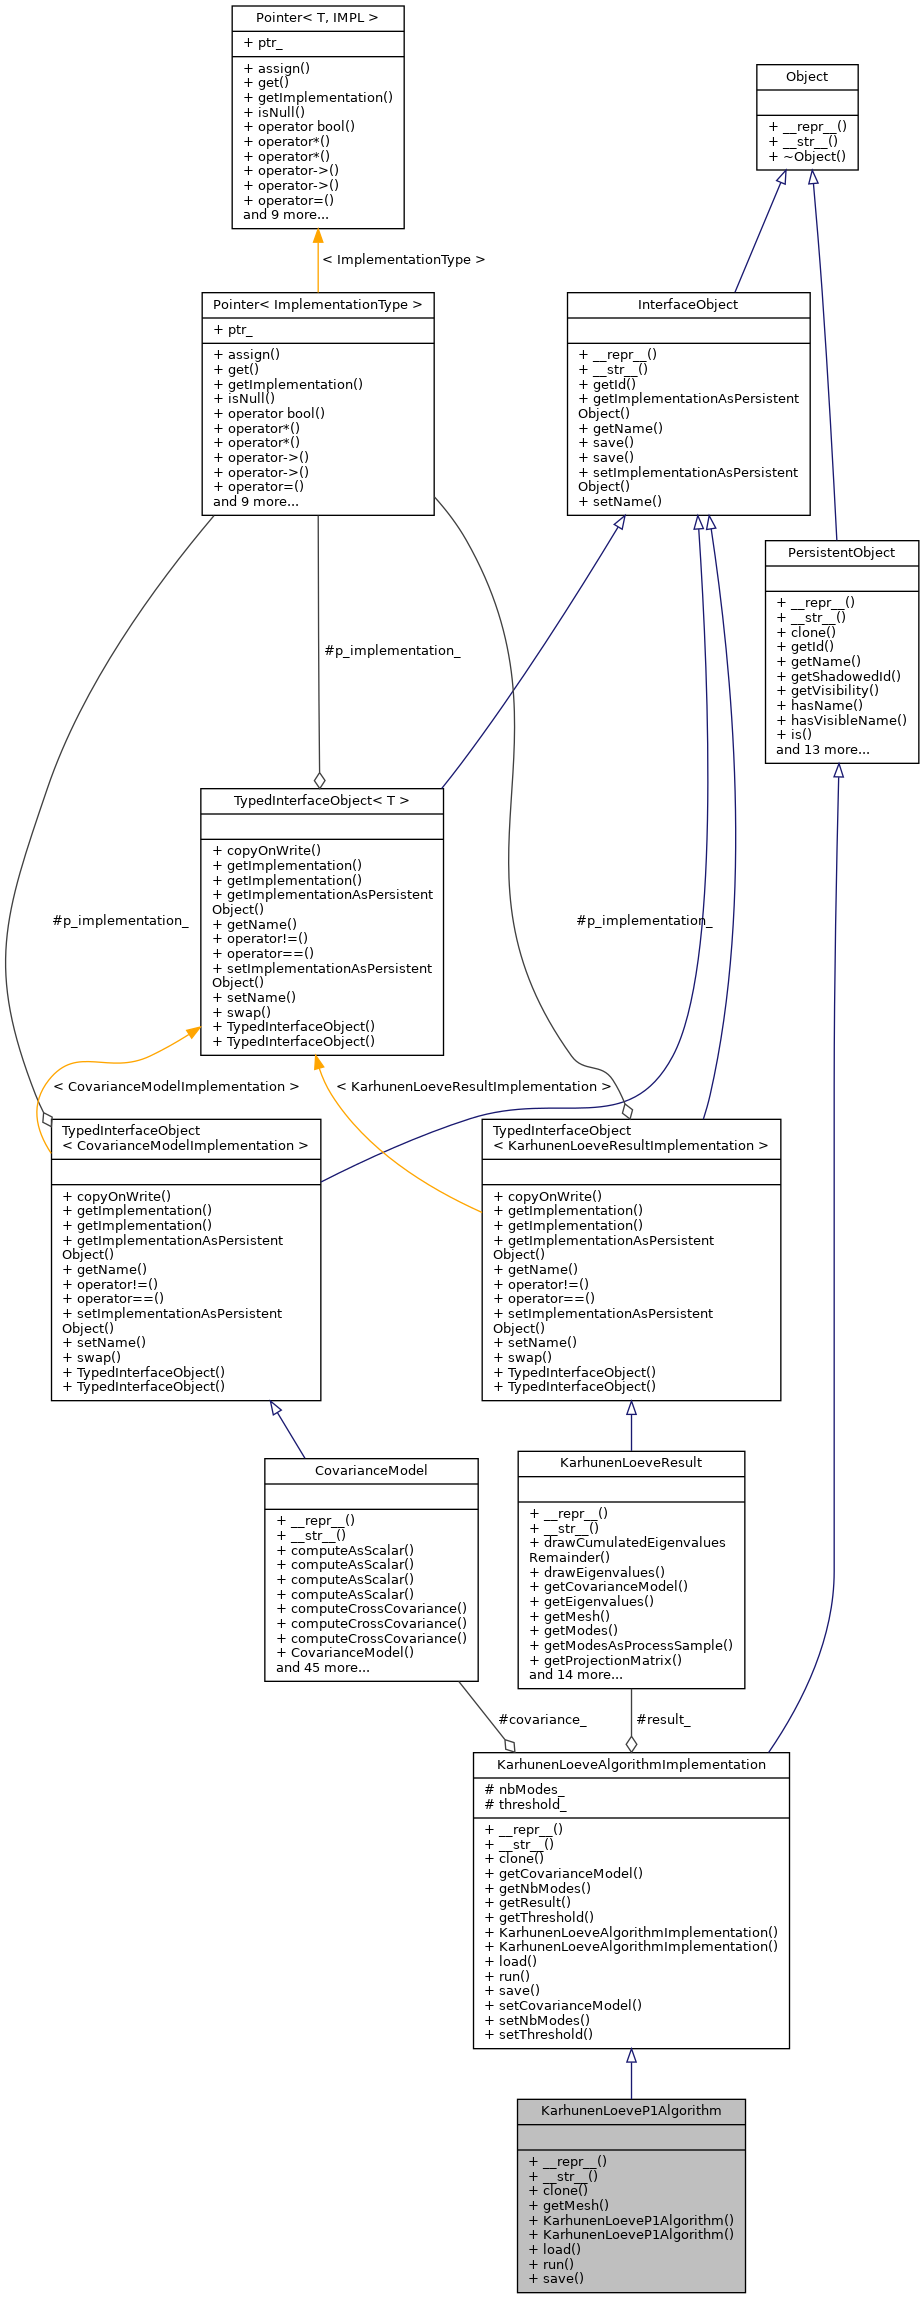 Pointer< T, IMPL >
+ ptr_
+ assign()
+ get()
+ getImplementation()
+ isNull()
+ operator bool()
+ operator*()
+ operator*()
+ operator->()
+ operator->()
+ operator=()
and 9 more...
Object
+ __repr__()
+ __str__()
+ ~Object()
< ImplementationType >
Pointer< ImplementationType >
+ ptr_
+ assign()
+ get()
+ getImplementation()
+ isNull()
+ operator bool()
+ operator*()
+ operator*()
+ operator->()
+ operator->()
+ operator=()
and 9 more...
InterfaceObject
+ __repr__()
+ __str__()
+ getId()
+ getImplementationAsPersistent
Object()
+ getName()
+ save()
+ save()
+ setImplementationAsPersistent
Object()
+ setName()
PersistentObject
+ __repr__()
+ __str__()
+ clone()
+ getId()
+ getName()
+ getShadowedId()
+ getVisibility()
+ hasName()
+ hasVisibleName()
+ is()
and 13 more...
#p_implementation_
TypedInterfaceObject< T >
+ copyOnWrite()
+ getImplementation()
+ getImplementation()
+ getImplementationAsPersistent
Object()
+ getName()
+ operator!=()
+ operator==()
+ setImplementationAsPersistent
Object()
+ setName()
+ swap()
+ TypedInterfaceObject()
+ TypedInterfaceObject()
#p_implementation_
#p_implementation_
< CovarianceModelImplementation >
< KarhunenLoeveResultImplementation >
TypedInterfaceObject
< CovarianceModelImplementation >
+ copyOnWrite()
+ getImplementation()
+ getImplementation()
+ getImplementationAsPersistent
Object()
+ getName()
+ operator!=()
+ operator==()
+ setImplementationAsPersistent
Object()
+ setName()
+ swap()
+ TypedInterfaceObject()
+ TypedInterfaceObject()
TypedInterfaceObject
< KarhunenLoeveResultImplementation >
+ copyOnWrite()
+ getImplementation()
+ getImplementation()
+ getImplementationAsPersistent
Object()
+ getName()
+ operator!=()
+ operator==()
+ setImplementationAsPersistent
Object()
+ setName()
+ swap()
+ TypedInterfaceObject()
+ TypedInterfaceObject()
CovarianceModel
+ __repr__()
+ __str__()
+ computeAsScalar()
+ computeAsScalar()
+ computeAsScalar()
+ computeAsScalar()
+ computeCrossCovariance()
+ computeCrossCovariance()
+ computeCrossCovariance()
+ CovarianceModel()
and 45 more...
KarhunenLoeveResult
+ __repr__()
+ __str__()
+ drawCumulatedEigenvalues
Remainder()
+ drawEigenvalues()
+ getCovarianceModel()
+ getEigenvalues()
+ getMesh()
+ getModes()
+ getModesAsProcessSample()
+ getProjectionMatrix()
and 14 more...
#covariance_
#result_
KarhunenLoeveAlgorithmImplementation
# nbModes_
# threshold_
+ __repr__()
+ __str__()
+ clone()
+ getCovarianceModel()
+ getNbModes()
+ getResult()
+ getThreshold()
+ KarhunenLoeveAlgorithmImplementation()
+ KarhunenLoeveAlgorithmImplementation()
+ load()
+ run()
+ save()
+ setCovarianceModel()
+ setNbModes()
+ setThreshold()
KarhunenLoeveP1Algorithm
+ __repr__()
+ __str__()
+ clone()
+ getMesh()
+ KarhunenLoeveP1Algorithm()
+ KarhunenLoeveP1Algorithm()
+ load()
+ run()
+ save()